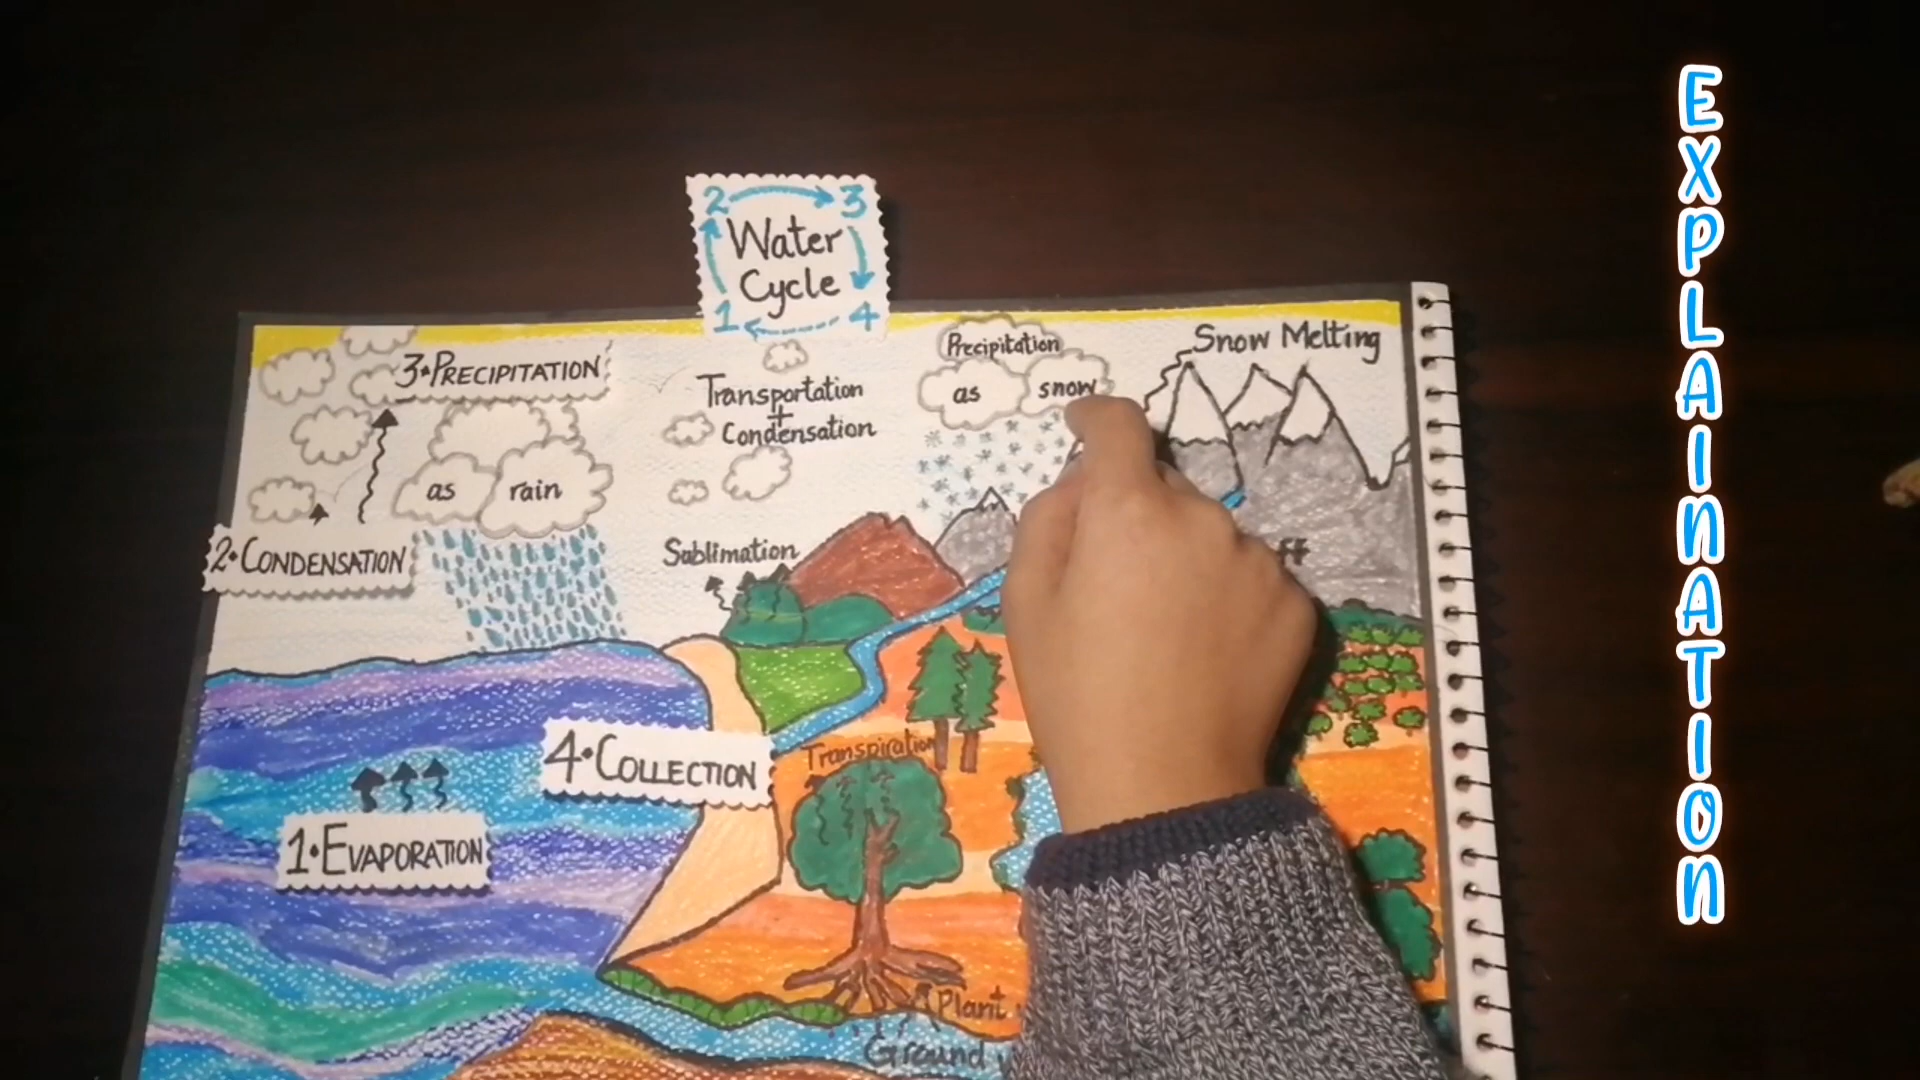 2 3
Water
Cycle
1 4
3•PRECIPITATION
as rain
2•CONDENSATION
Transportation
+
Condensation
Precipitation
as snow
Snow Melting
Sablimation
4•COLLECTION
Transpiration
1•EVAPORATION
Plant
Ground
EXPLAINATION